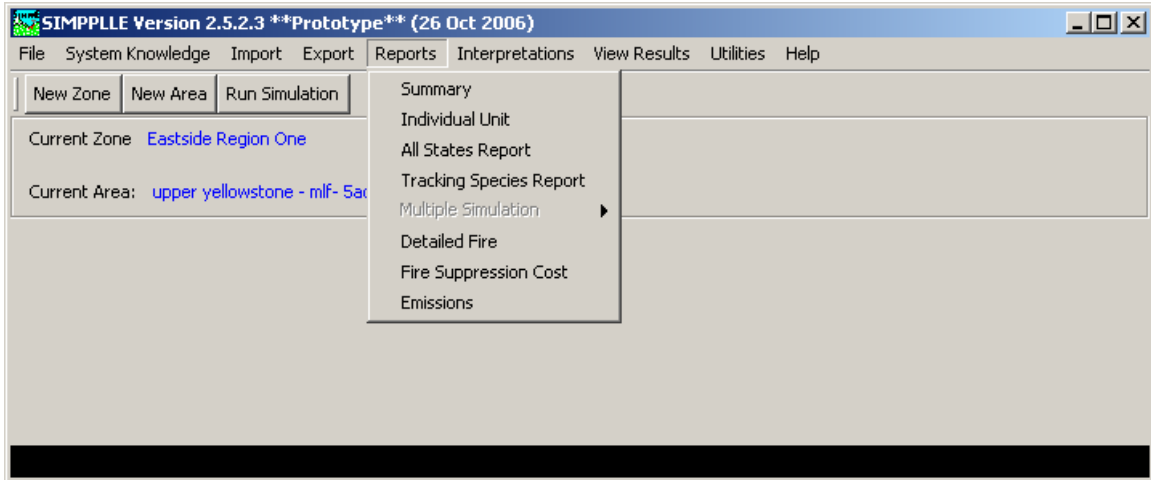 SIMPPLLE Version 2.5.2.3 **Prototype** (26 Oct 2006)
File System Knowledge Import Export Reports Interpretations View Results Utilities Help
New Zone New Area Run Simulation
Current Zone Eastside Region One
Current Area: upper yellowstone - mlf- 5ac
Summary
Individual Unit
All States Report
Tracking Species Report
Multiple Simulation
Detailed Fire
Fire Suppression Cost
Emissions